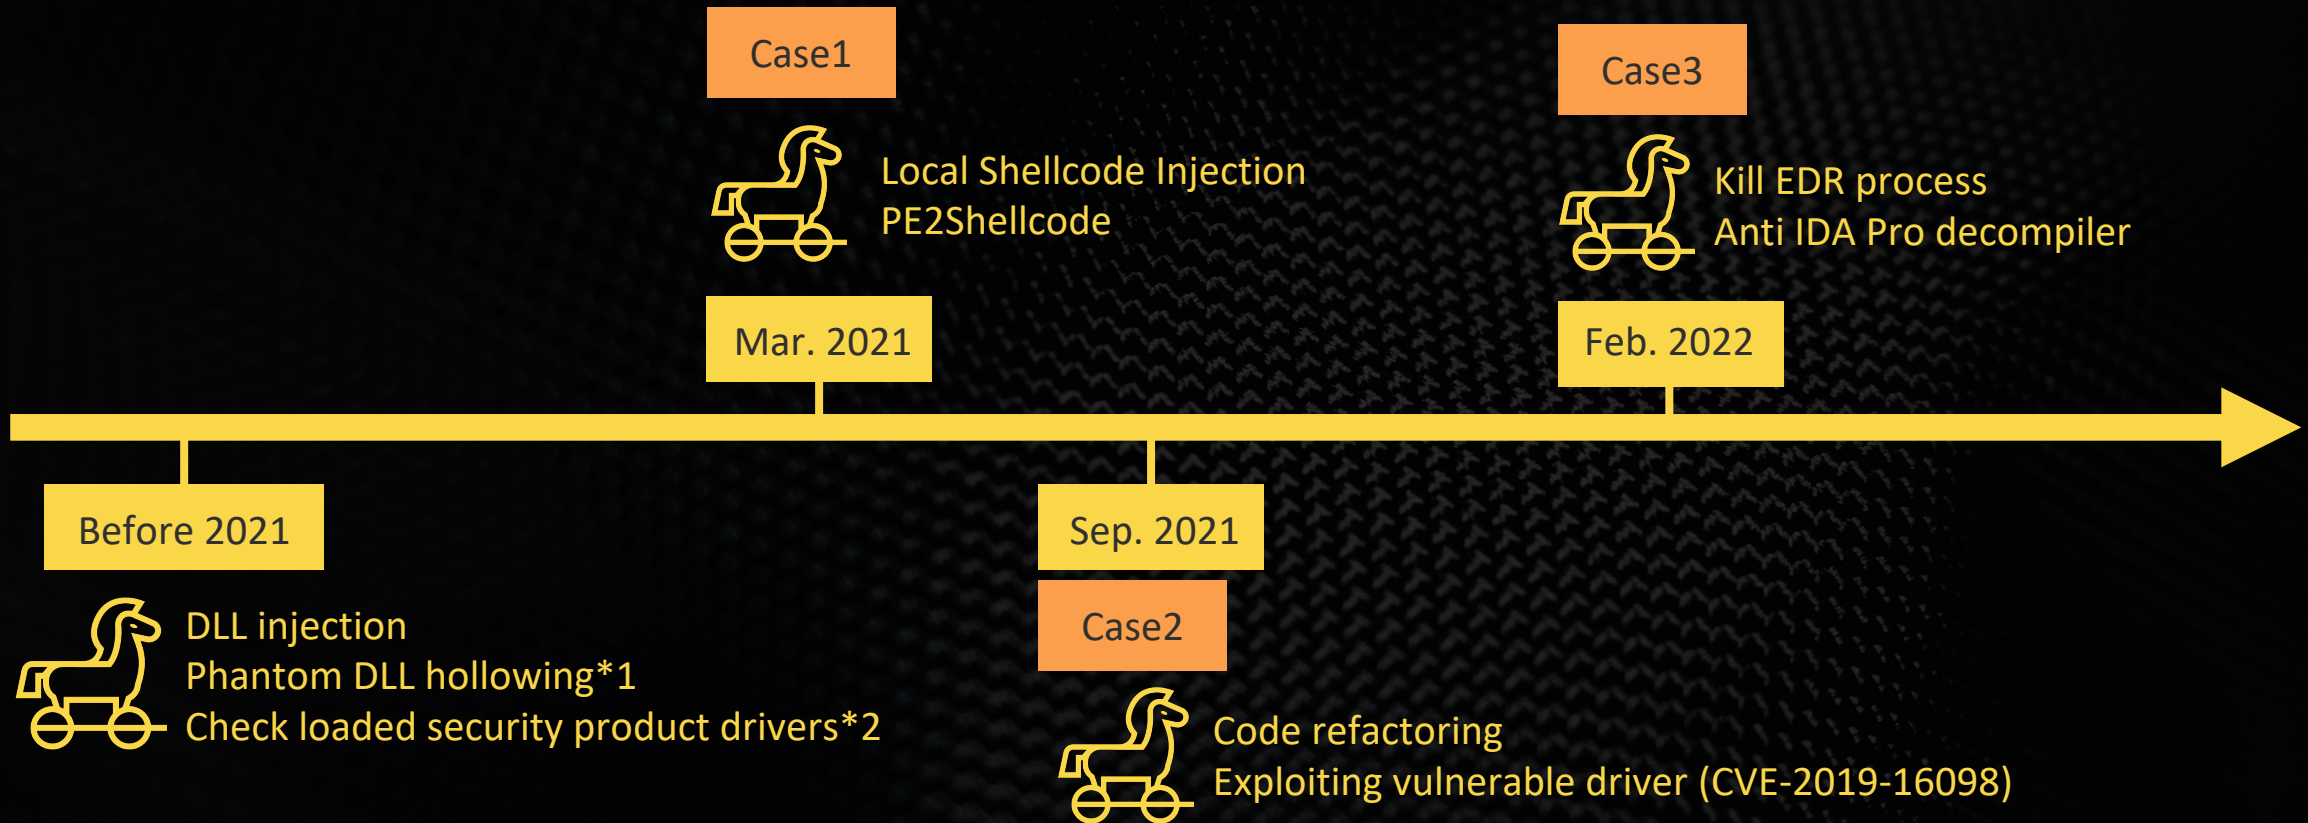 Case1
Local Shellcode Injection
PE2Shellcode
Mar. 2021
Case3
Kill EDR process
Anti IDA Pro decompiler
Feb. 2022
Before 2021
DLL injection
Phantom DLL hollowing*1
Check loaded security product drivers*2
Sep. 2021
Case2
Code refactoring
Exploiting vulnerable driver (CVE-2019-16098)